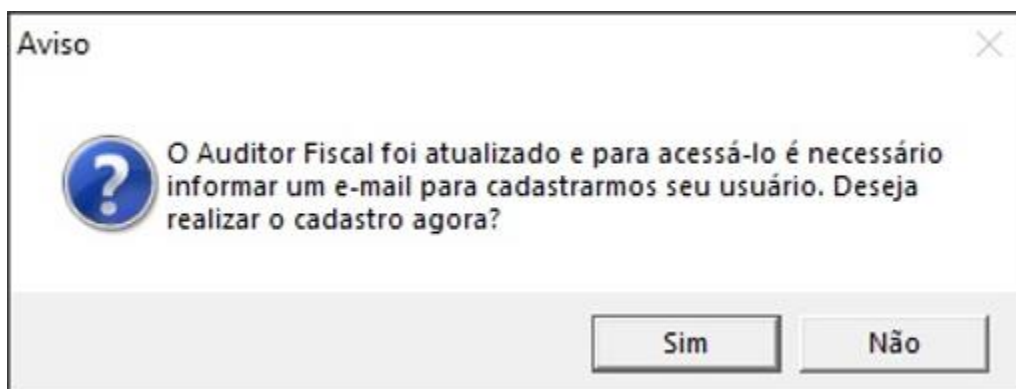 Aviso
O Auditor Fiscal foi atualizado e para acessá-lo é necessário
informar um e-mail para cadastrarmos seu usuário. Deseja
realizar o cadastro agora?
Sim
Não